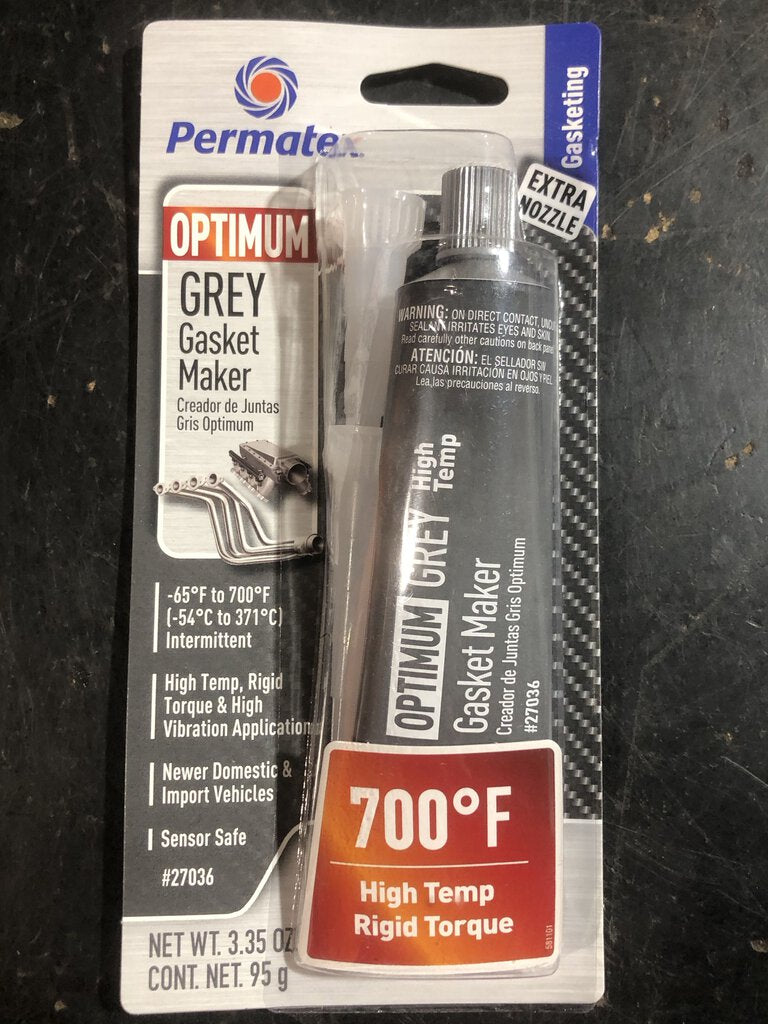 Permatex
Gasketing
EXTRA
NOZZLE
OPTIMUM
GREY
Gasket
Maker
Creador de Juntas
Gris Optimum
-65°F to 700°F
(-54°C to 371°C)
Intermittent
High Temp, Rigid
Torque & High
Vibration Application
Newer Domestic &
Import Vehicles
Sensor Safe
#27036
NET WT. 3.35 OZ
CONT. NET. 95 g
WARNING: ON DIRECT CONTACT, UNCU
SEALANT IRRITATES EYES AND SKIN.
Read carefully other cautions on back panel
ATENCIÓN: EL SELLADOR SIN
CURAR CAUSA IRRITACIÓN EN OJOS Y PIEL.
Lea,las precauciones al reverso.
OPTIMUM GREY High
Temp
Gasket Maker
Creador de Juntas Gris Optimum
#27036
700°F
High Temp
Rigid Torque
581101